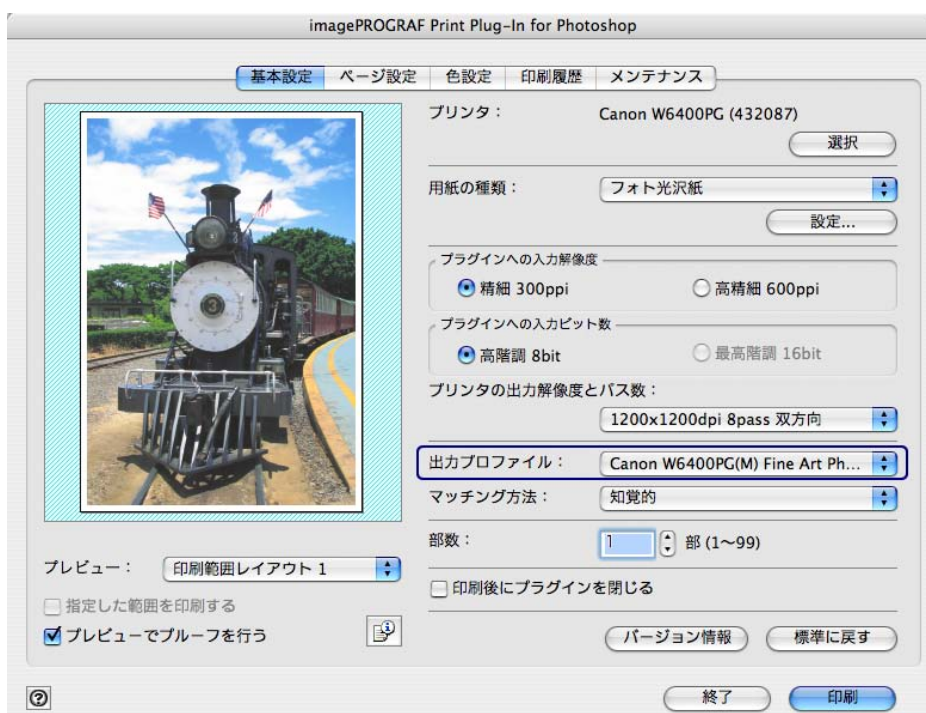 imagePROGRAF Print Plug-In for Photoshop
基本設定 ページ設定 色設定 印刷履歴 メンテナンス
プリンタ： Canon W6400PG (432087)
選択
用紙の種類： フォト光沢紙
設定...
プラグインへの入力解像度
精細 300ppi 高精細 600ppi
プラグインへの入力ビット数
高階調 8bit 最高階調 16bit
プリンタの出力解像度とパス数：
1200x1200dpi 8pass 双方向
出力プロファイル： Canon W6400PG(M) Fine Art Ph...
マッチング方法： 知覚的
部数： 1 部 (1〜99)
印刷後にプラグインを閉じる
バージョン情報 標準に戻す
3
プレビュー： 印刷範囲レイアウト 1
指定した範囲を印刷する
プレビューでプルーフを行う
? 終了 印刷